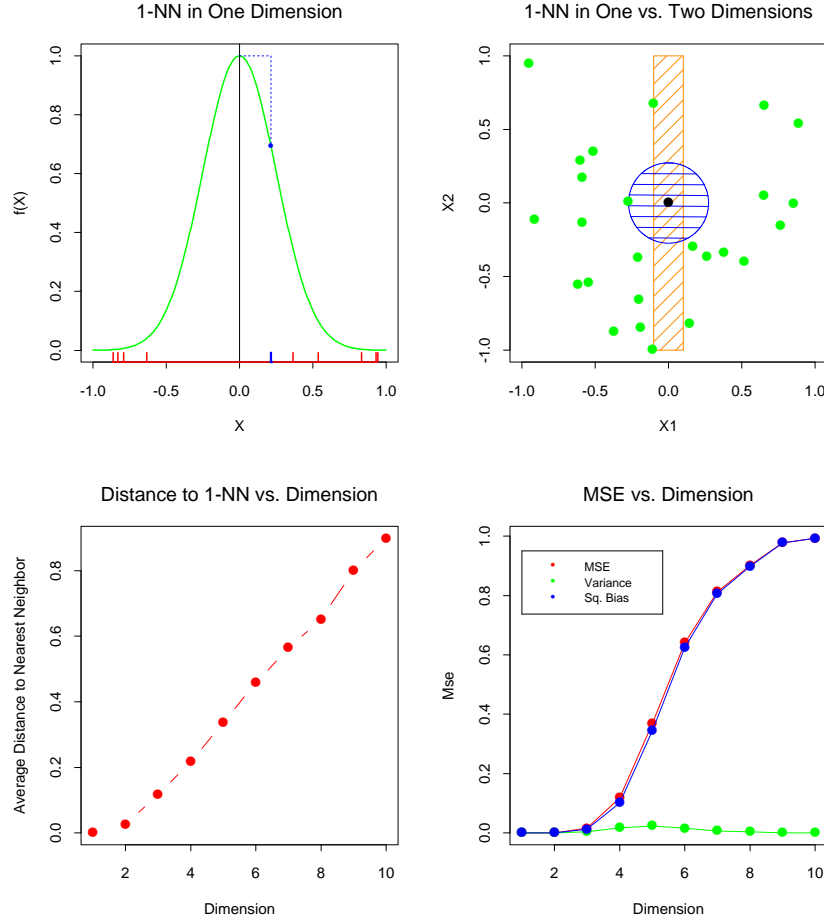 1-NN in One Dimension
f(X)
1.0
0.8
0.6
0.4
0.2
0.0
-1.0 -0.5 0.0 0.5 1.0
X
1-NN in One vs. Two Dimensions
X2
1.0
0.5
0.0
-0.5
-1.0
-1.0 -0.5 0.0 0.5 1.0
X1
Distance to 1-NN vs. Dimension
Average Distance to Nearest Neighbor
0.8
0.6
0.4
0.2
0.0
2 4 6 8 10
Dimension
MSE vs. Dimension
Mse
1.0
0.8
0.6
0.4
0.2
0.0
MSE
Variance
Sq. Bias
2 4 6 8 10
Dimension